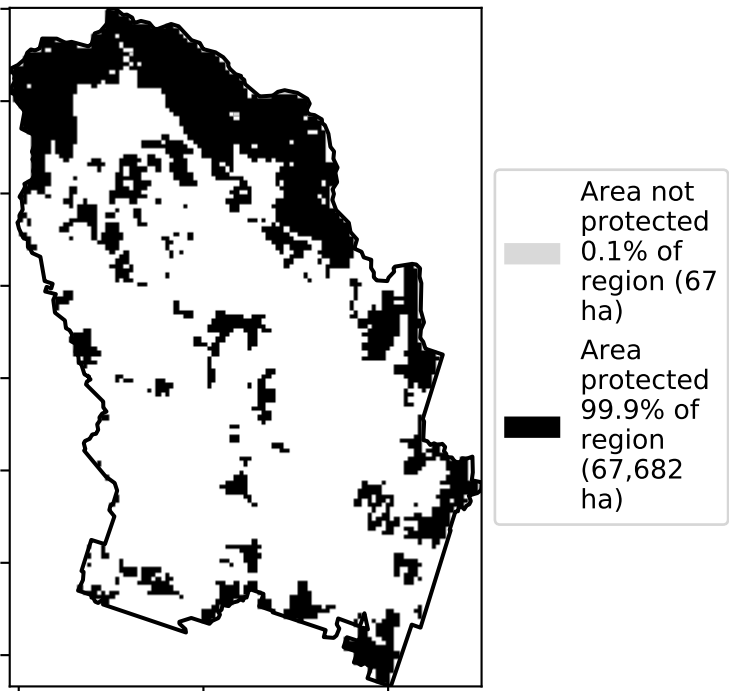 Area not
protected
0.1% of
region (67
ha)
Area
protected
99.9% of
region
(67,682
ha)